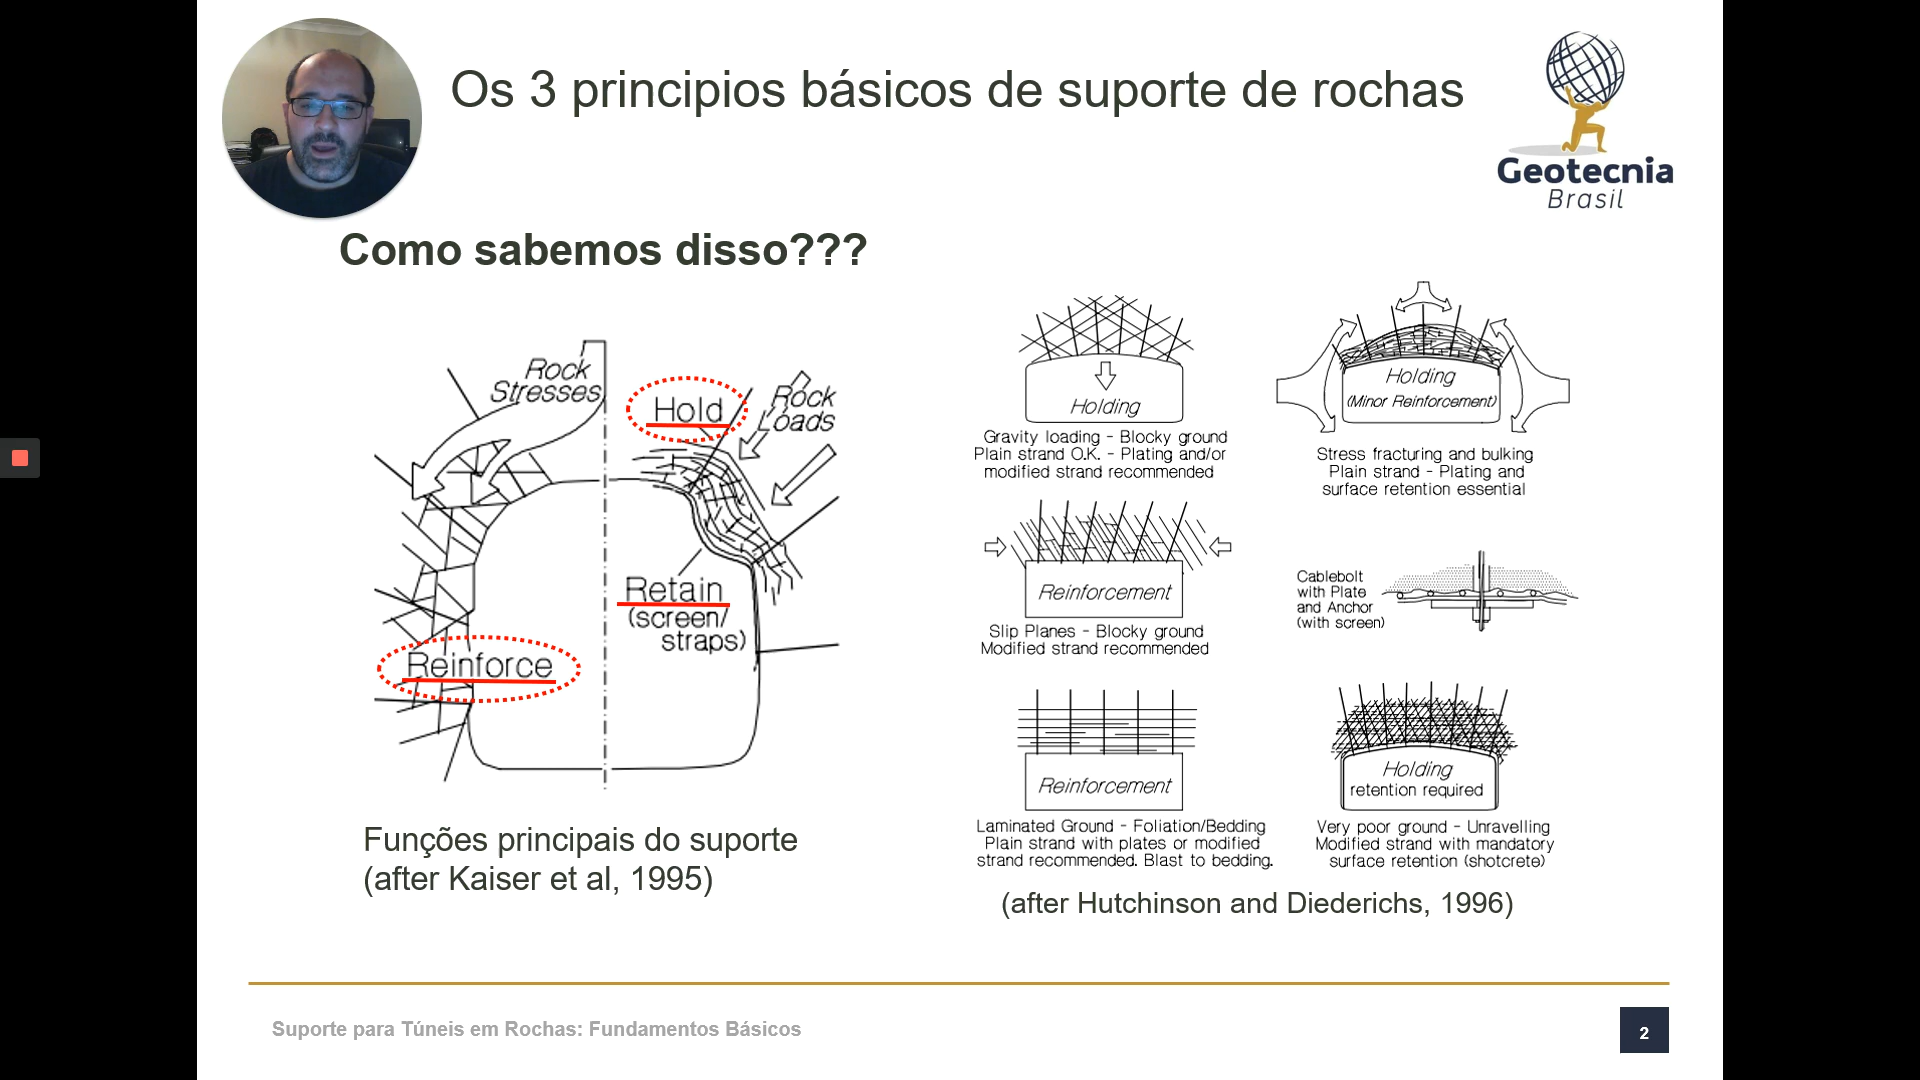 Os 3 principios básicos de suporte de rochas
Geotecnia
Brasil
Como sabemos disso???
Rock
Stresses
Hold
Rock
Loads
Retain
(screen/
straps)
Reinforce
Funções principais do suporte
(after Kaiser et al, 1995)
Holding
Gravity loading - Blocky ground
Plain strand O.K. - Plating and/or
modified strand recommended
Holding
(Minor Reinforcement)
Stress fracturing and bulking
Plain strand - Plating and
surface retention essential
Reinforcement
Slip Planes - Blocky ground
Modified strand recommended
Cablebolt
with Plate
and Anchor
(with screen)
Reinforcement
Laminated Ground - Foliation/Bedding
Plain strand with plates or modified
strand recommended. Blast to bedding.
Holding
retention required
Very poor ground - Unravelling
Modified strand with mandatory
surface retention (shotcrete)
(after Hutchinson and Diederichs, 1996)
Suporte para Túneis em Rochas: Fundamentos Básicos
2